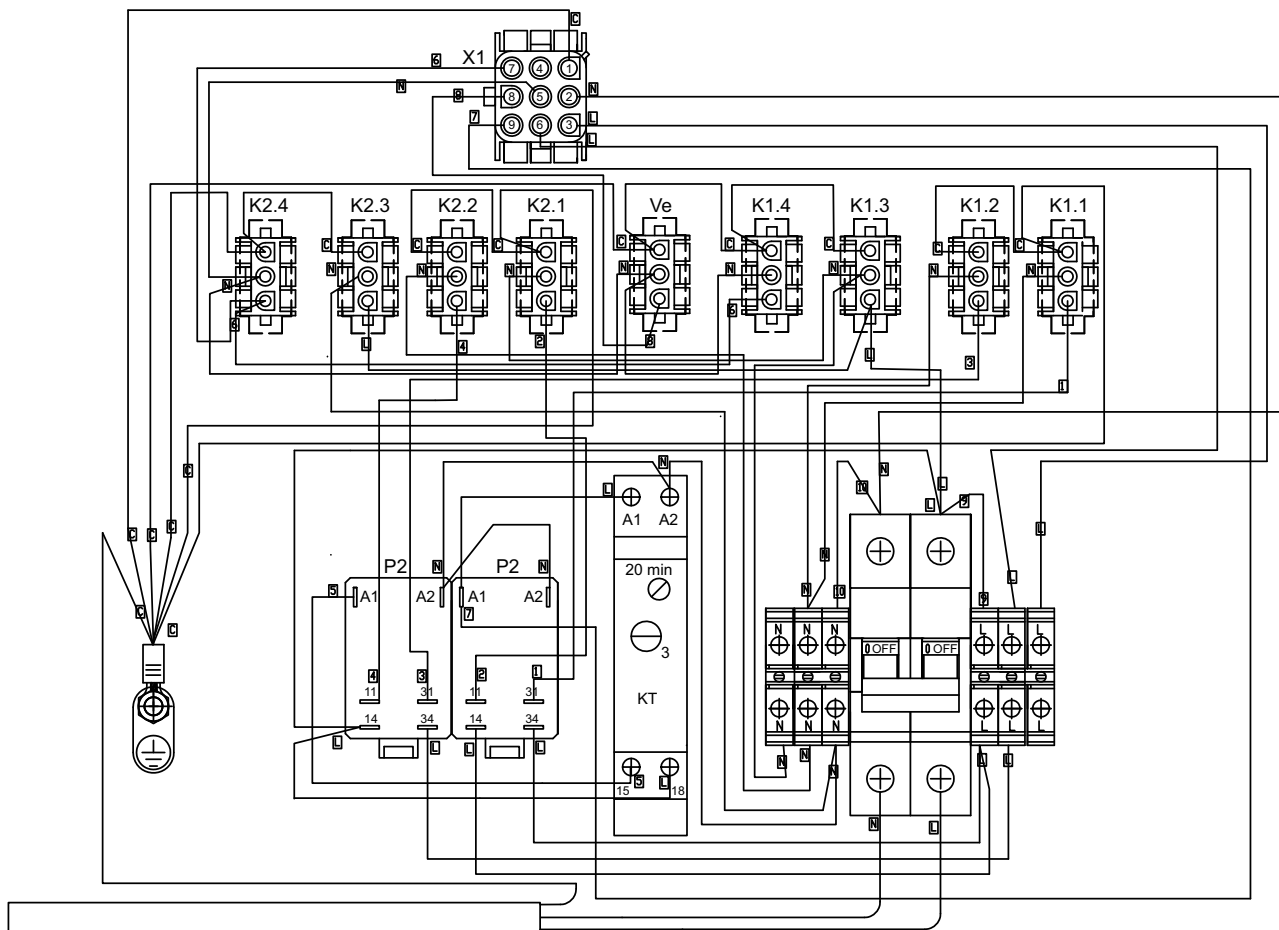 C
X1
7 4 1
6
N
8 5 2
N
8
7
9 6 3
L
L
K2.4 K2.3 K2.2 K2.1 Ve K1.4 K1.3 K1.2 K1.1
C C C C C C C C
N N N N N N N N
6 6
L 4 2 8 L 3
1
C
N
L A1 A2
N
10
L
L 9
C C C
L
N
L
20 min
P2 P2
N N
5 A1 A2 A1 A2
7
N 10 9
C
C
N N N L L L
0 OFF 0 OFF
3
4 3 2 1
11 31 11 31
KT
14 34 14 34
N N N L L L
L L L L
N N N L L
15 5 L 18
N L